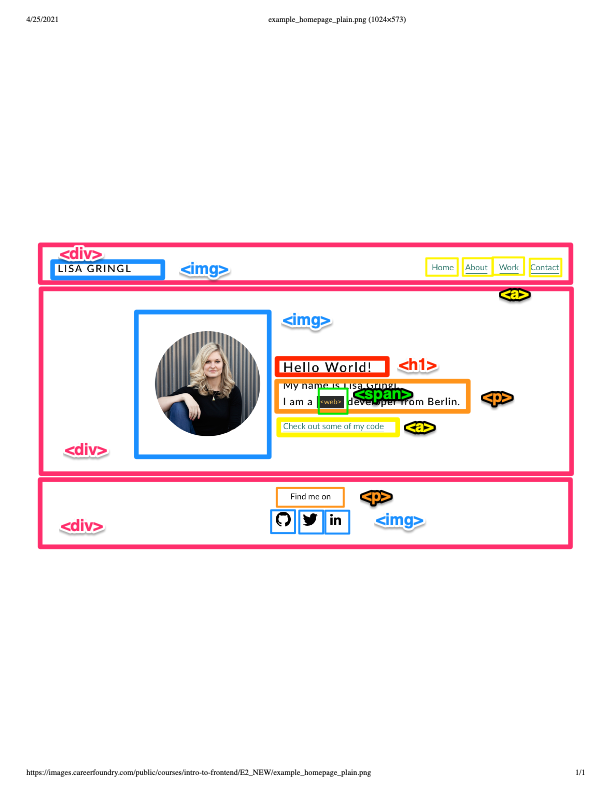 4/25/2021 example_homepage_plain.png (1024×573)
<div>
LISA GRINGL <img> Home About Work Contact
<a>
<img>
Hello World! <h1>
My name is Lisa Gringl.
<span>
I am a <web> developer from Berlin. <p>
Check out some of my code <a>
<div>
Find me on <p>
<div> in <img>
https://images.careerfoundry.com/public/courses/intro-to-frontend/E2_NEW/example_homepage_plain.png 1/1